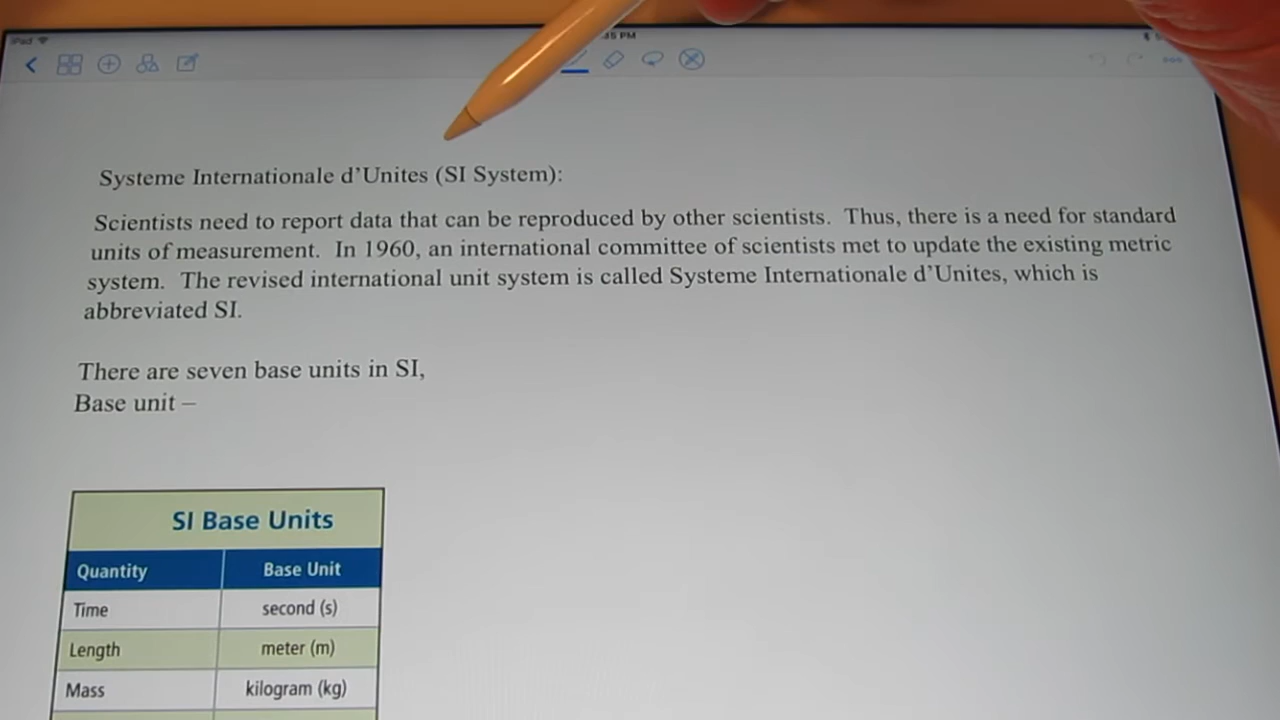 iPad
45 PM
Systeme Internationale d'Unites (SI System):
Scientists need to report data that can be reproduced by other scientists. Thus, there is a need for standard
units of measurement. In 1960, an international committee of scientists met to update the existing metric
system. The revised international unit system is called Systeme Internationale d'Unites, which is
abbreviated SI.
There are seven base units in SI,
Base unit –
SI Base Units
Quantity Base Unit
Time second (s)
Length meter (m)
Mass kilogram (kg)